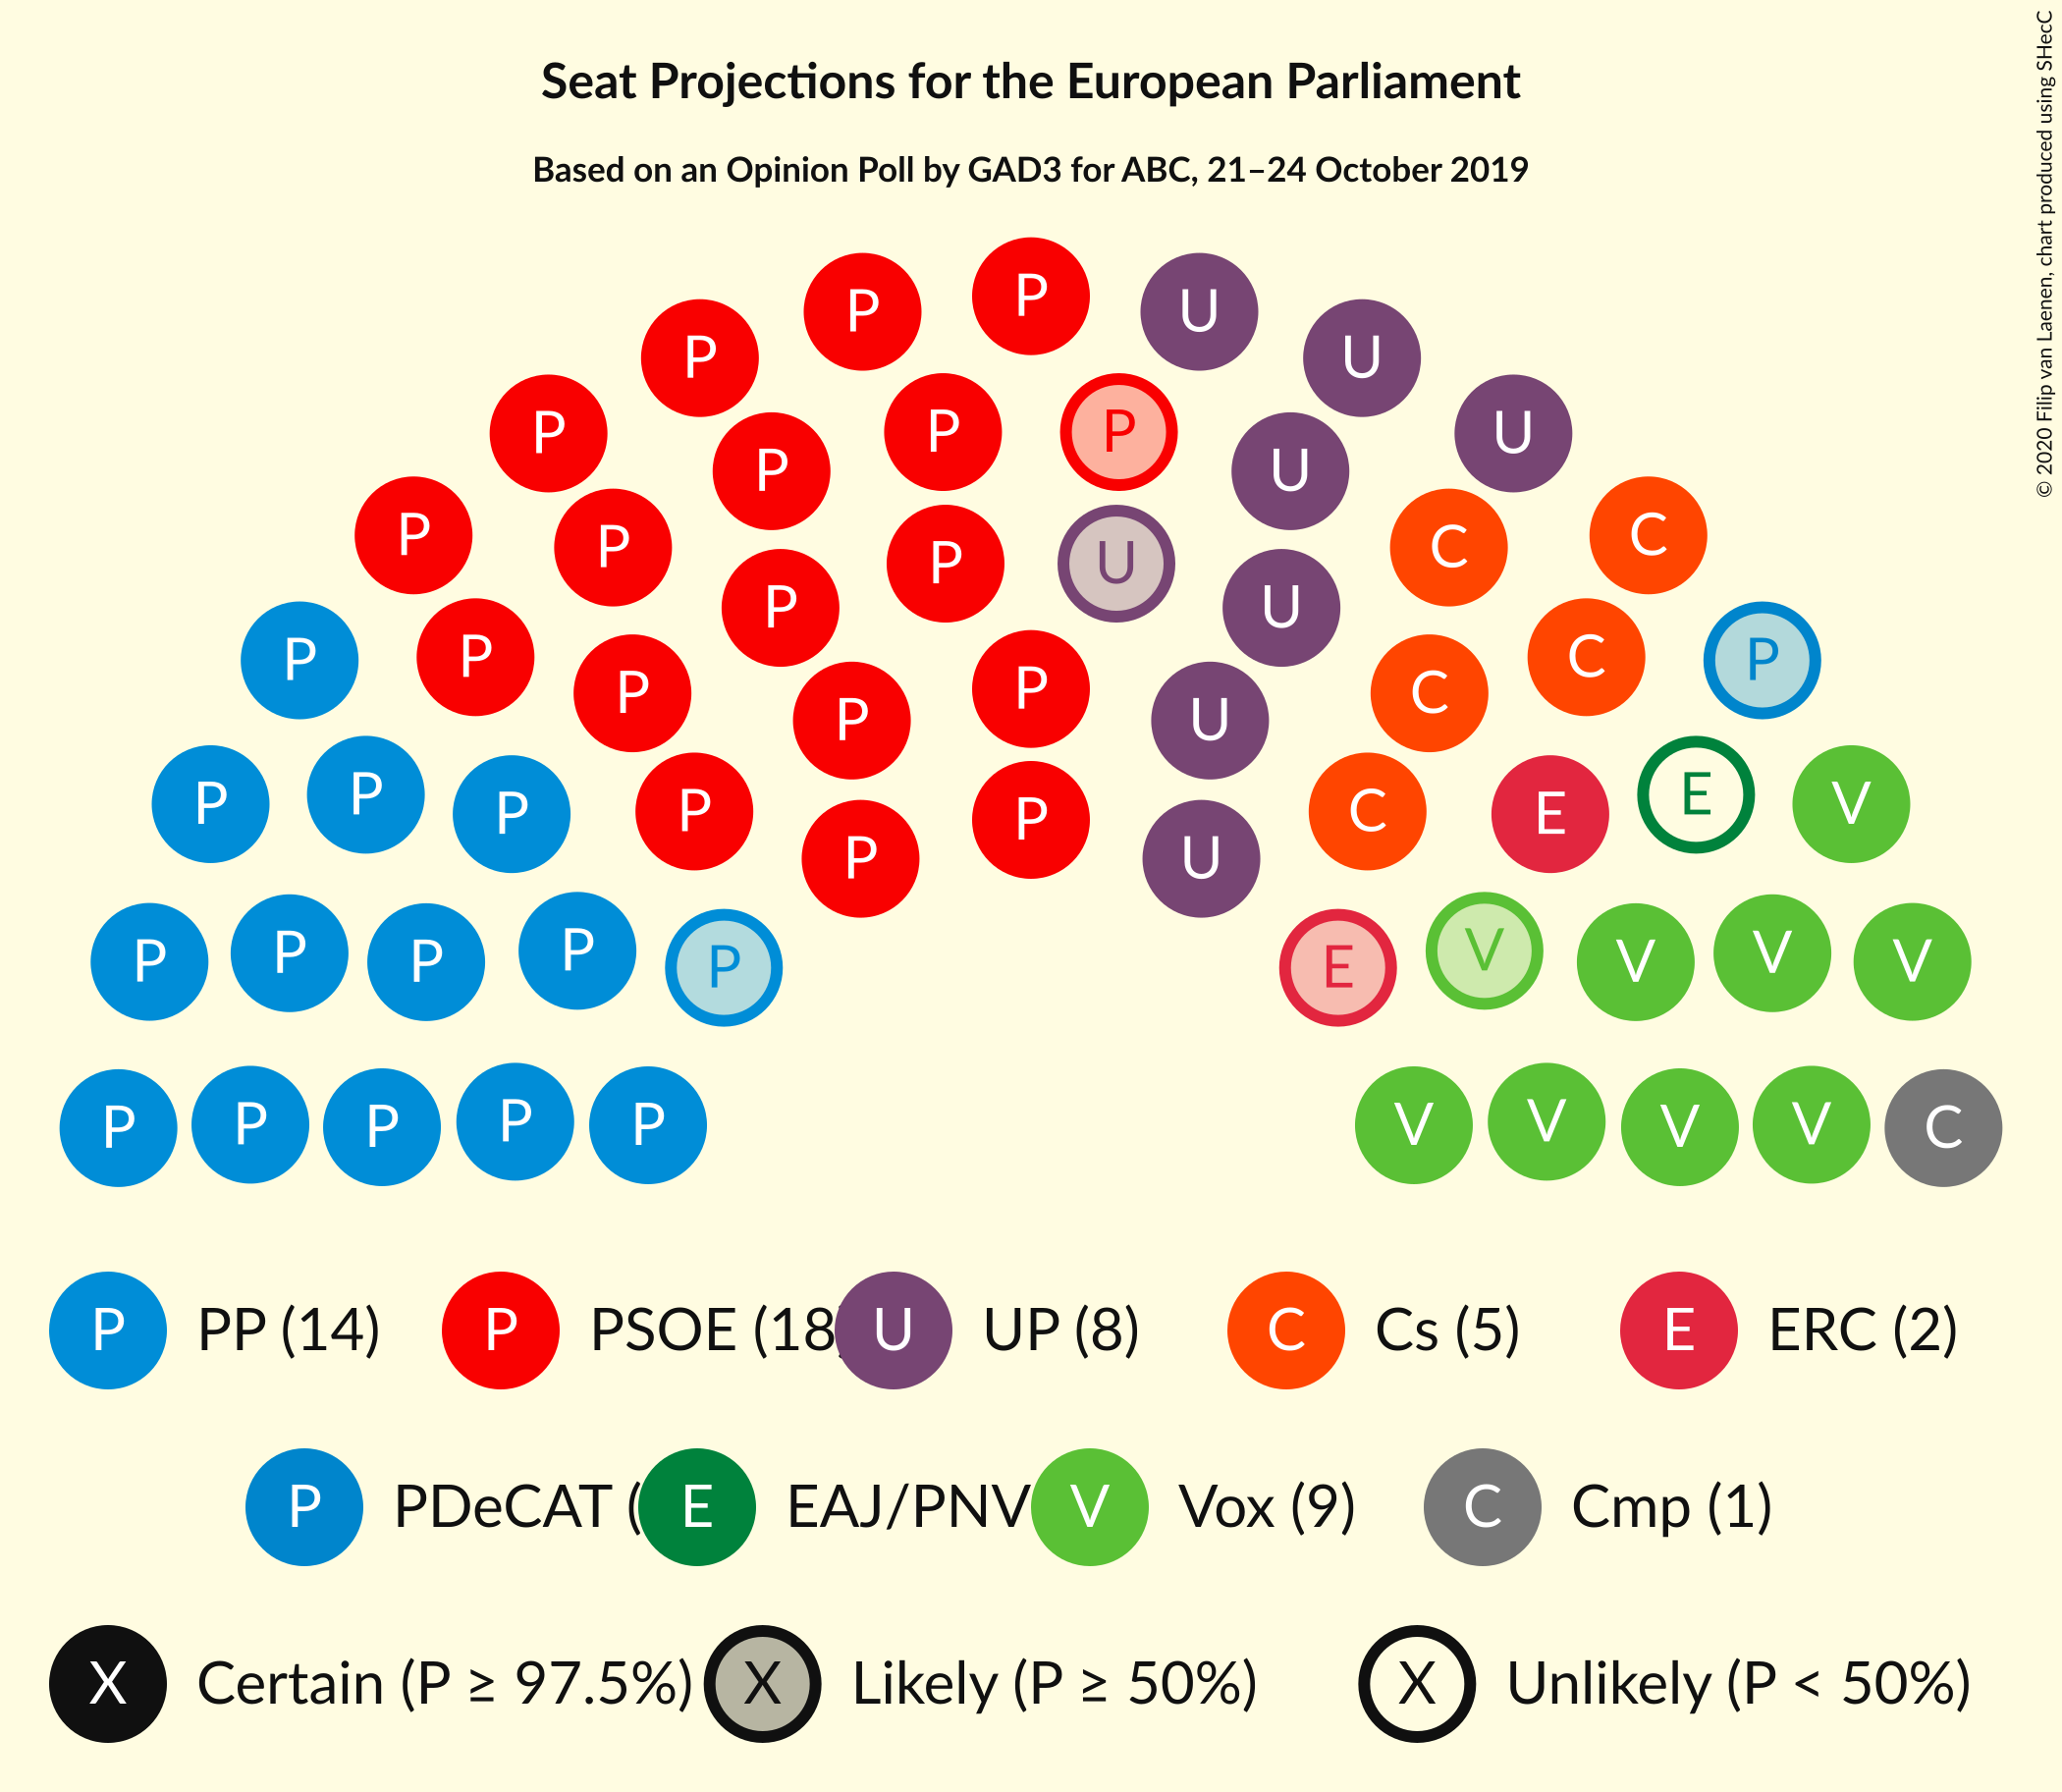 Seat Projections for the European Parliament
Based on an Opinion Poll by GAD3 for ABC, 21–24 October 2019
© 2020 Filip van Laenen, chart produced using SHecC
P
P U
P U
P P P U
P U
P P C C
P U
P U
P P C P
P P C
P U
P P P P P C E E V
P U
P P P P P E V V V V
P P P P P V V V V C
P PP (14) P PSOE (18) U UP (8) C Cs (5) E ERC (2)
P PDeCAT ( E EAJ/PNV V Vox (9) C Cmp (1)
X Certain (P ≥ 97.5%) X Likely (P ≥ 50%) X Unlikely (P < 50%)